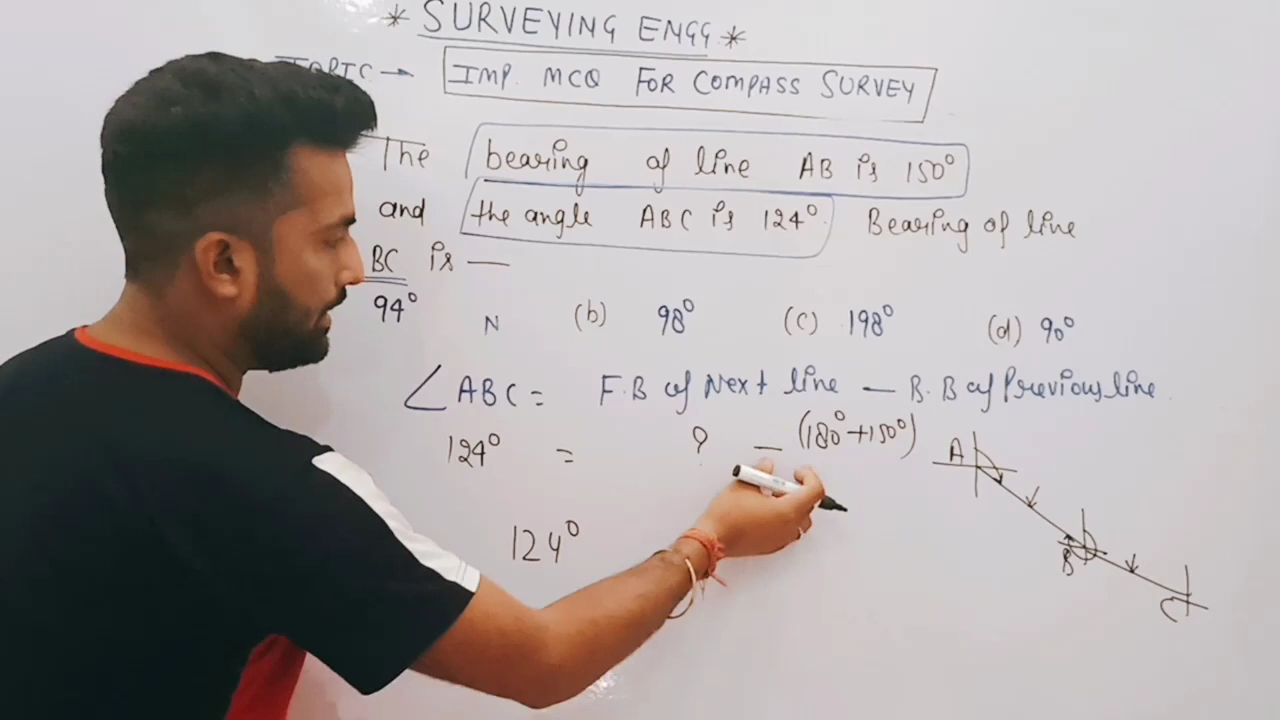 * SURVEYING ENGG *
TOPIC → IMP. MCQ FOR COMPASS SURVEY
The bearing of line AB is 150°
and the angle ABC is 124°. Bearing of line
BC is —
94° N (b) 98° (c) 198° (d) 90°
∠ABC = F.B of Next line — B.B of Previous line
124° = ? — (180°+150°)
124°
A
B
C